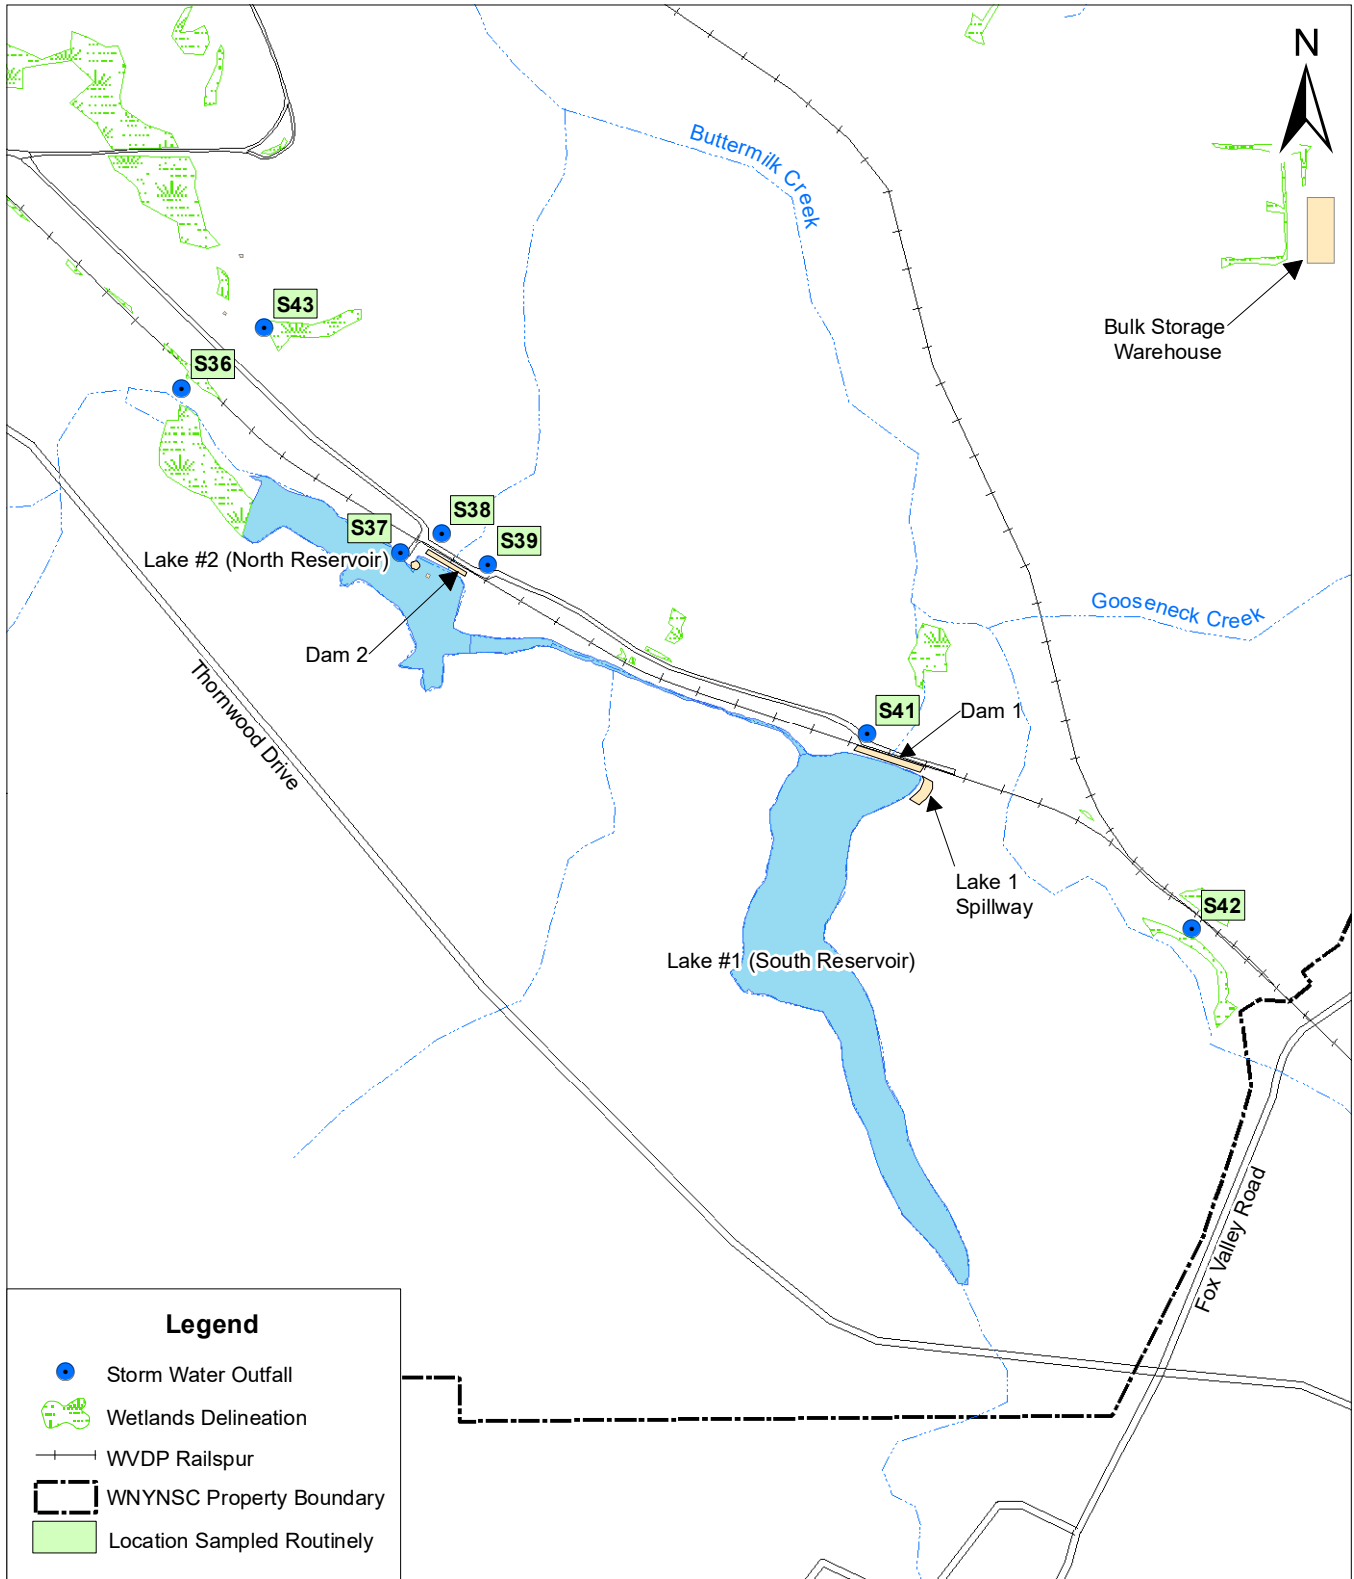 N
Buttermilk Creek
Bulk Storage
Warehouse
S43
S36
S38
S37
S39
Lake #2 (North Reservoir)
Gooseneck Creek
Dam 2
Thornwood Drive
S41
Dam 1
Lake 1
Spillway
S42
Lake #1 (South Reservoir)
Fox Valley Road
Legend
Storm Water Outfall
Wetlands Delineation
WVDP Railspur
WNYNSC Property Boundary
Location Sampled Routinely